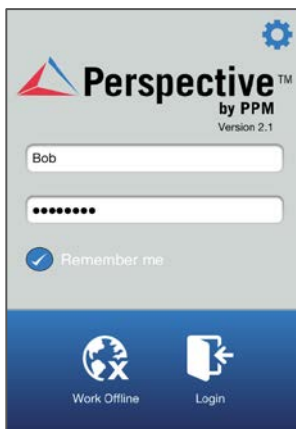 Perspective™
by PPM
Version 2.1
Bob
••••••••
Remember me
Work Offline
Login